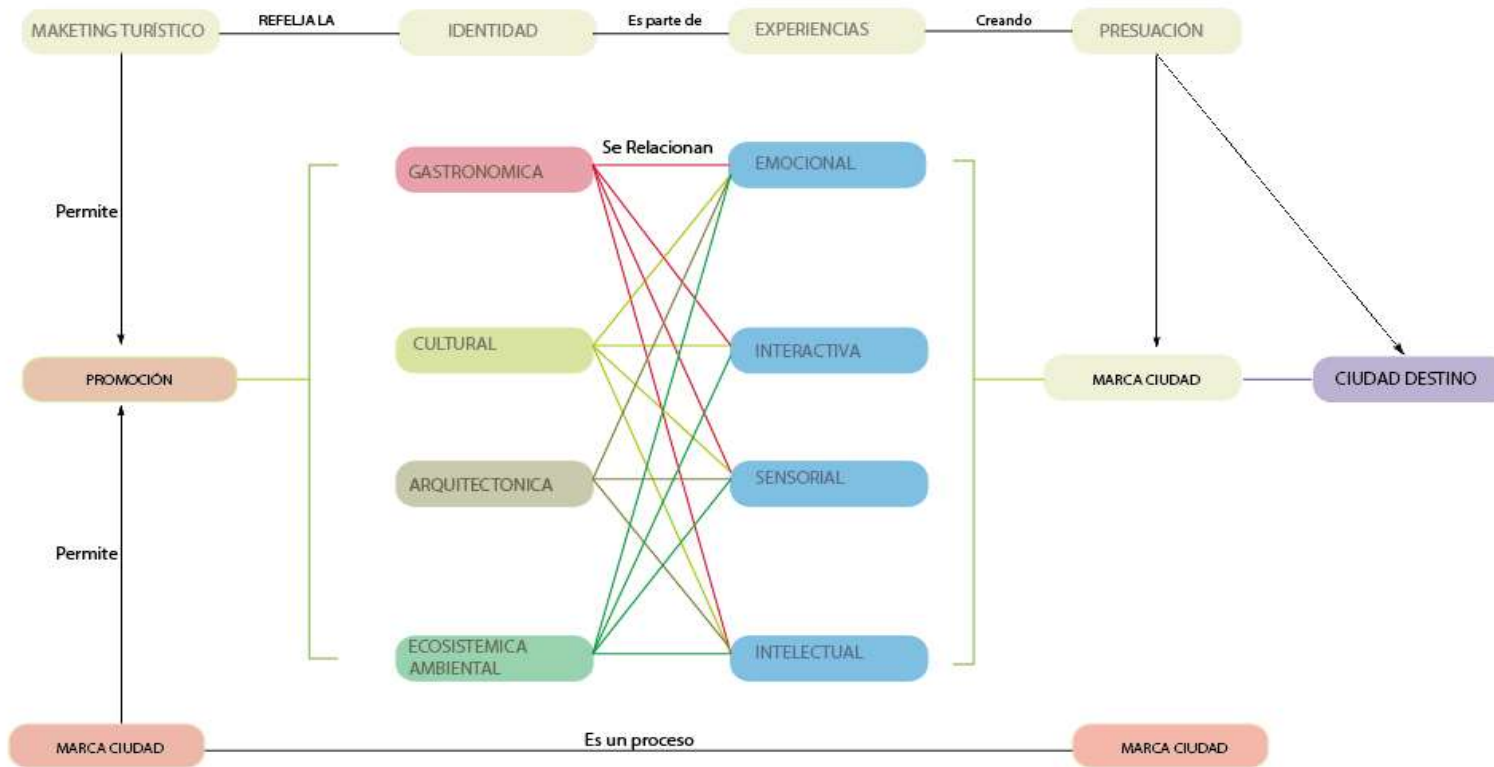 MAKETING TURÍSTICO
REFELJA LA
IDENTIDAD
Es parte de
EXPERIENCIAS
Creando
PRESUACIÓN
Permite
GASTRONOMICA
Se Relacionan
EMOCIONAL
CULTURAL
INTERACTIVA
PROMOCIÓN
MARCA CIUDAD
CIUDAD DESTINO
ARQUITECTONICA
SENSORIAL
Permite
ECOSISTEMICA
AMBIENTAL
INTELECTUAL
MARCA CIUDAD
Es un proceso
MARCA CIUDAD